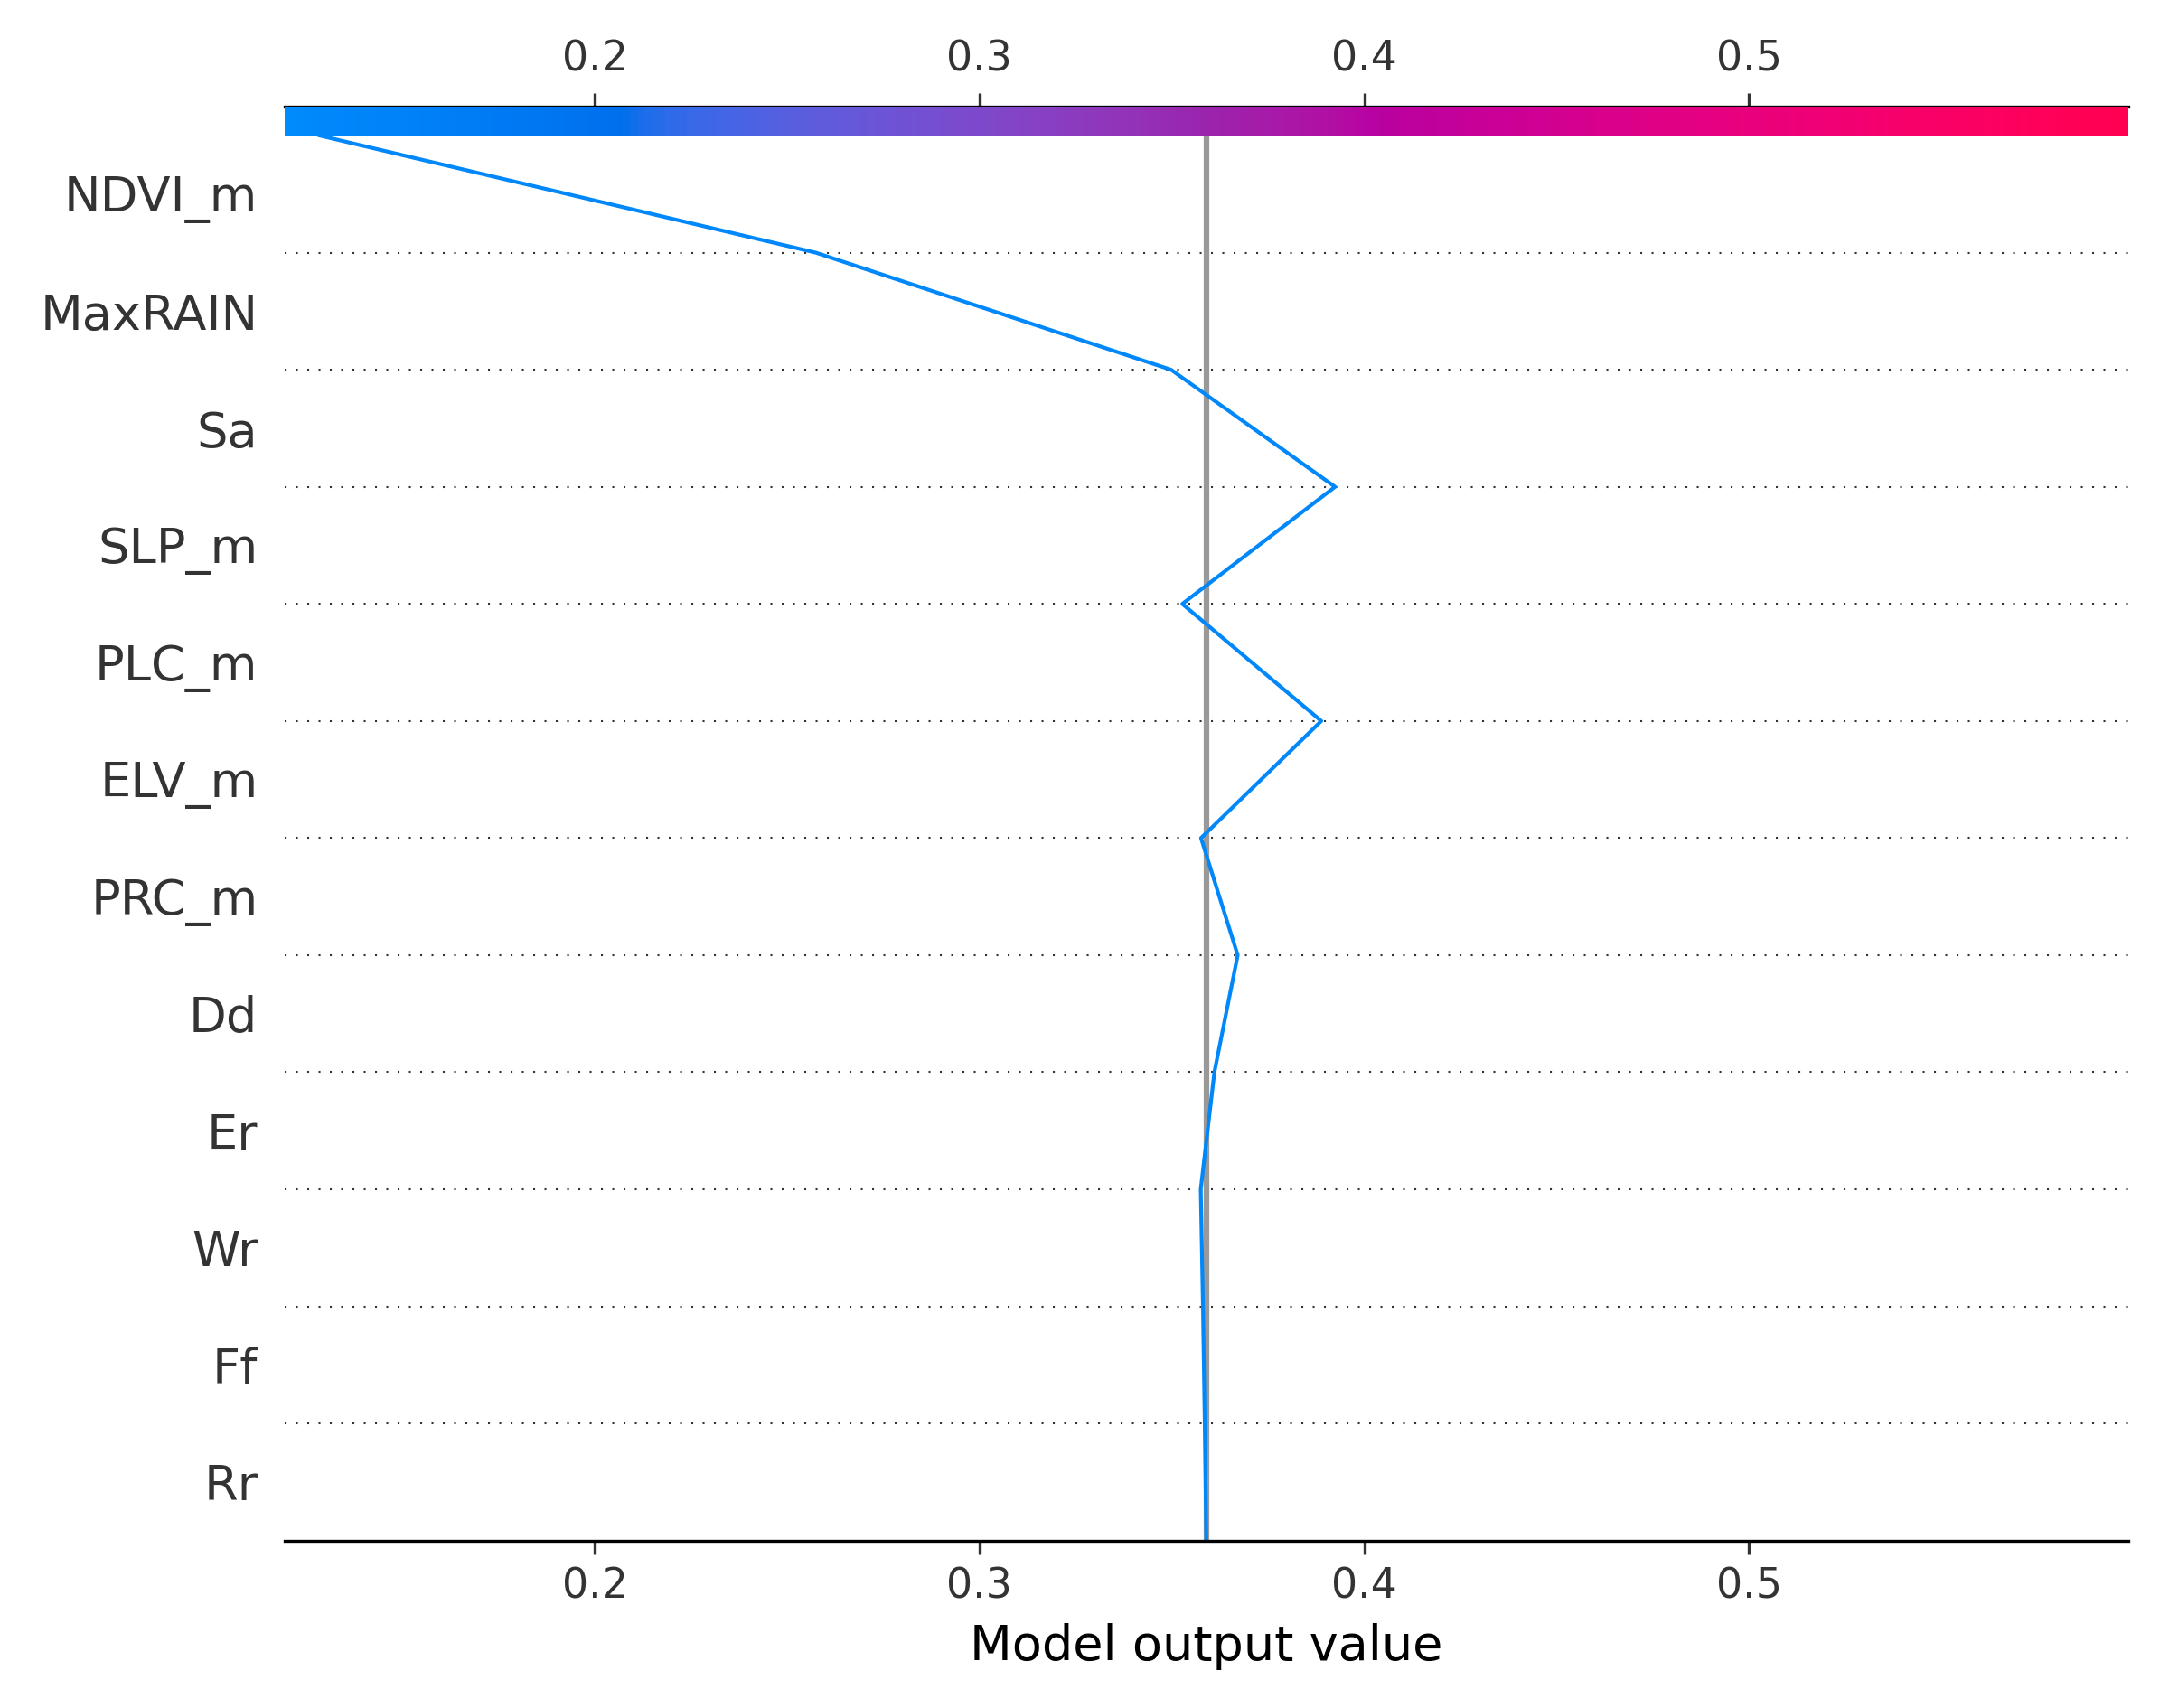 0.2 0.3 0.4 0.5
NDVI_m
MaxRAIN
Sa
SLP_m
PLC_m
ELV_m
PRC_m
Dd
Er
Wr
Ff
Rr
0.2 0.3 0.4 0.5
Model output value